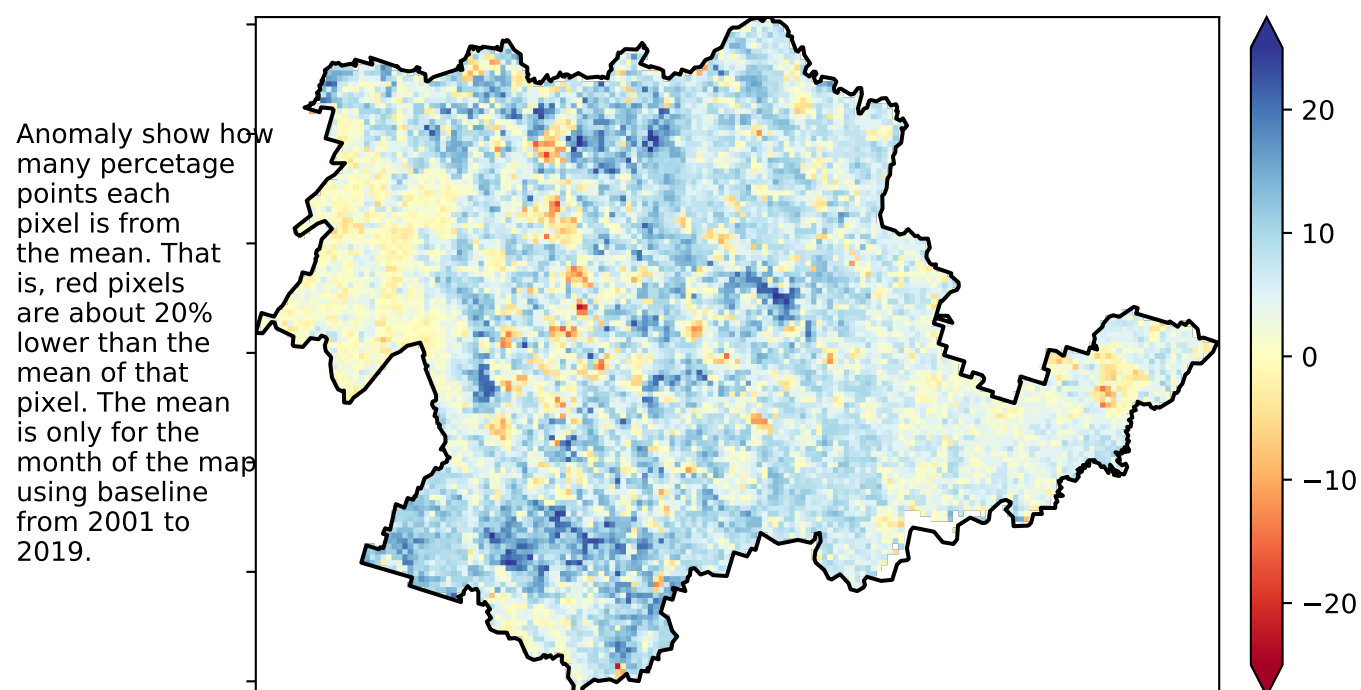 Anomaly show how
many percetage
points each
pixel is from
the mean. That
is, red pixels
are about 20%
lower than the
mean of that
pixel. The mean
is only for the
month of the map
using baseline
from 2001 to
2019.
20
10
0
−10
−20